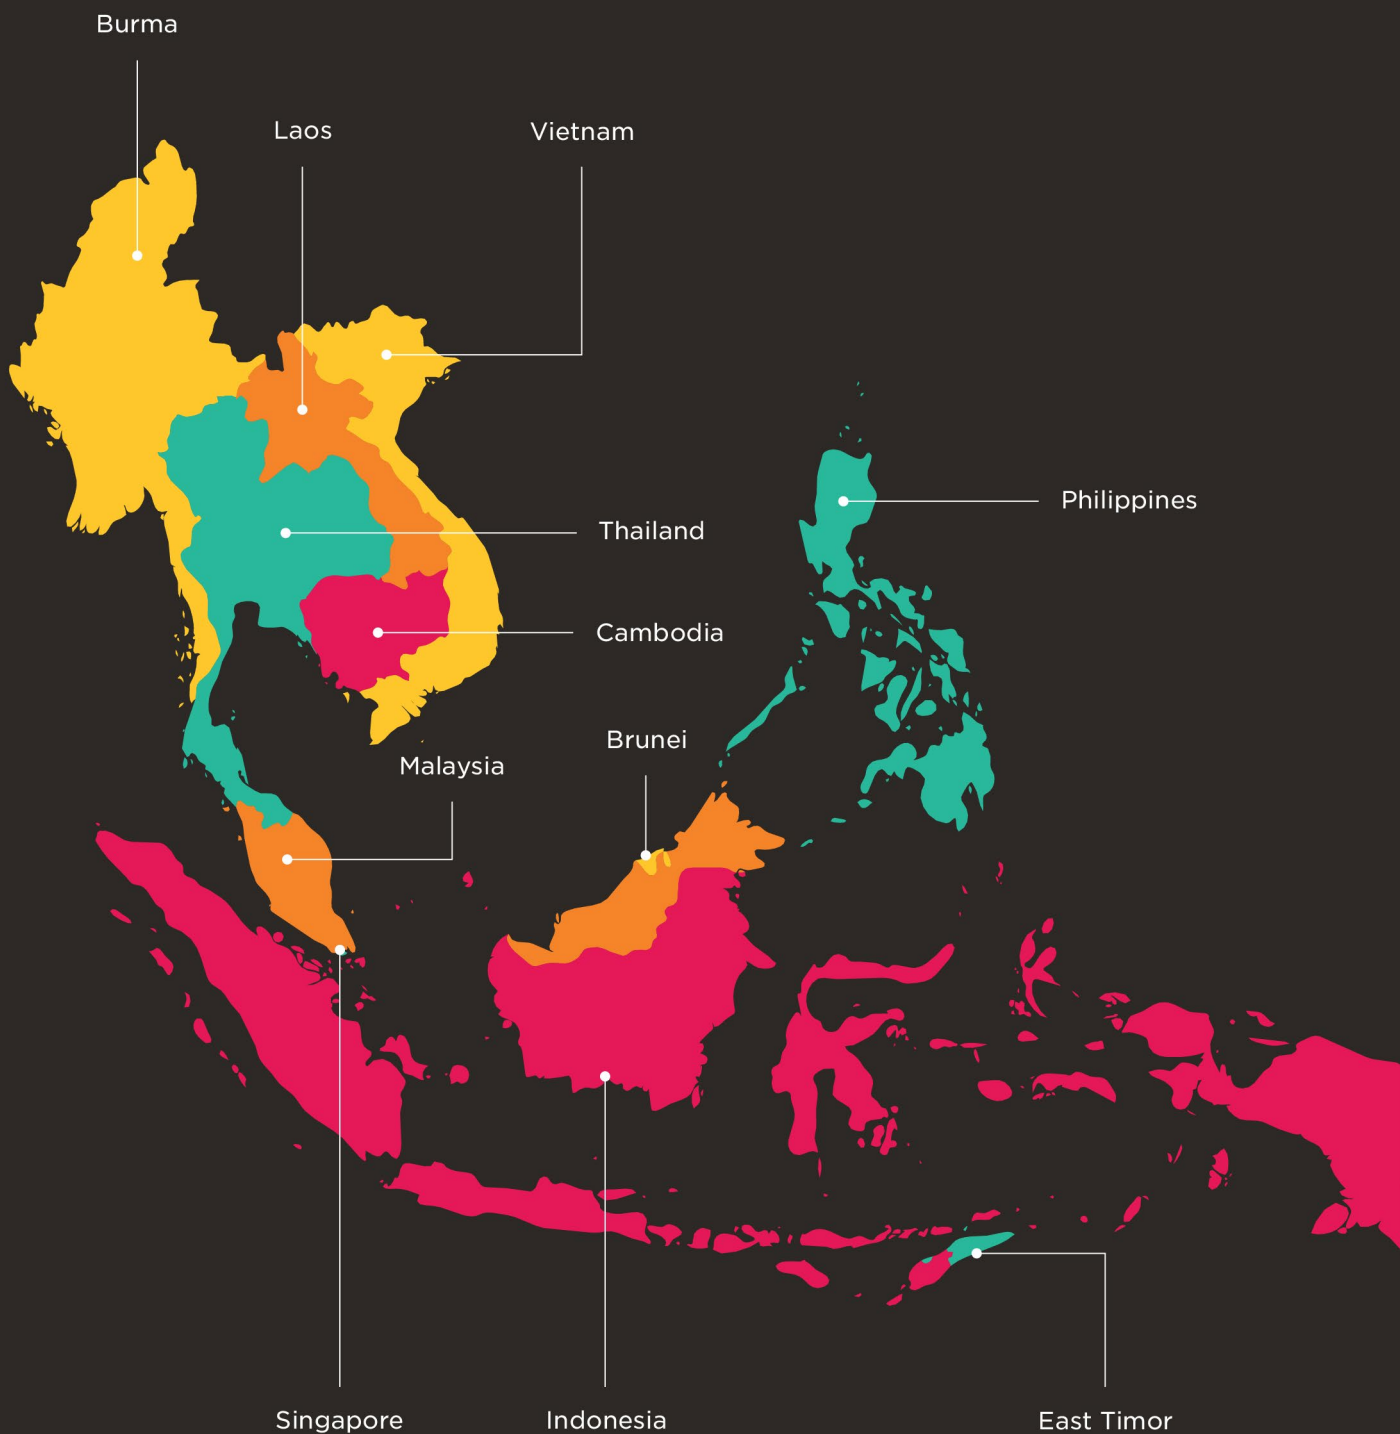 Burma
Laos
Vietnam
Philippines
Thailand
Cambodia
Brunei
Malaysia
Singapore
Indonesia
East Timor